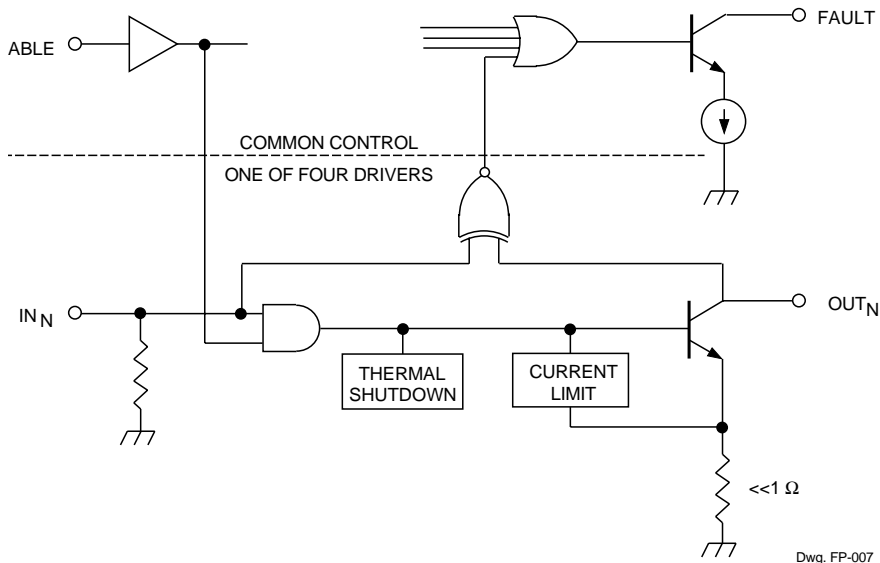 ABLE
FAULT
COMMON CONTROL
ONE OF FOUR DRIVERS
IN N
OUT N
THERMAL
SHUTDOWN
CURRENT
LIMIT
<<1 Ω
Dwg. FP-007